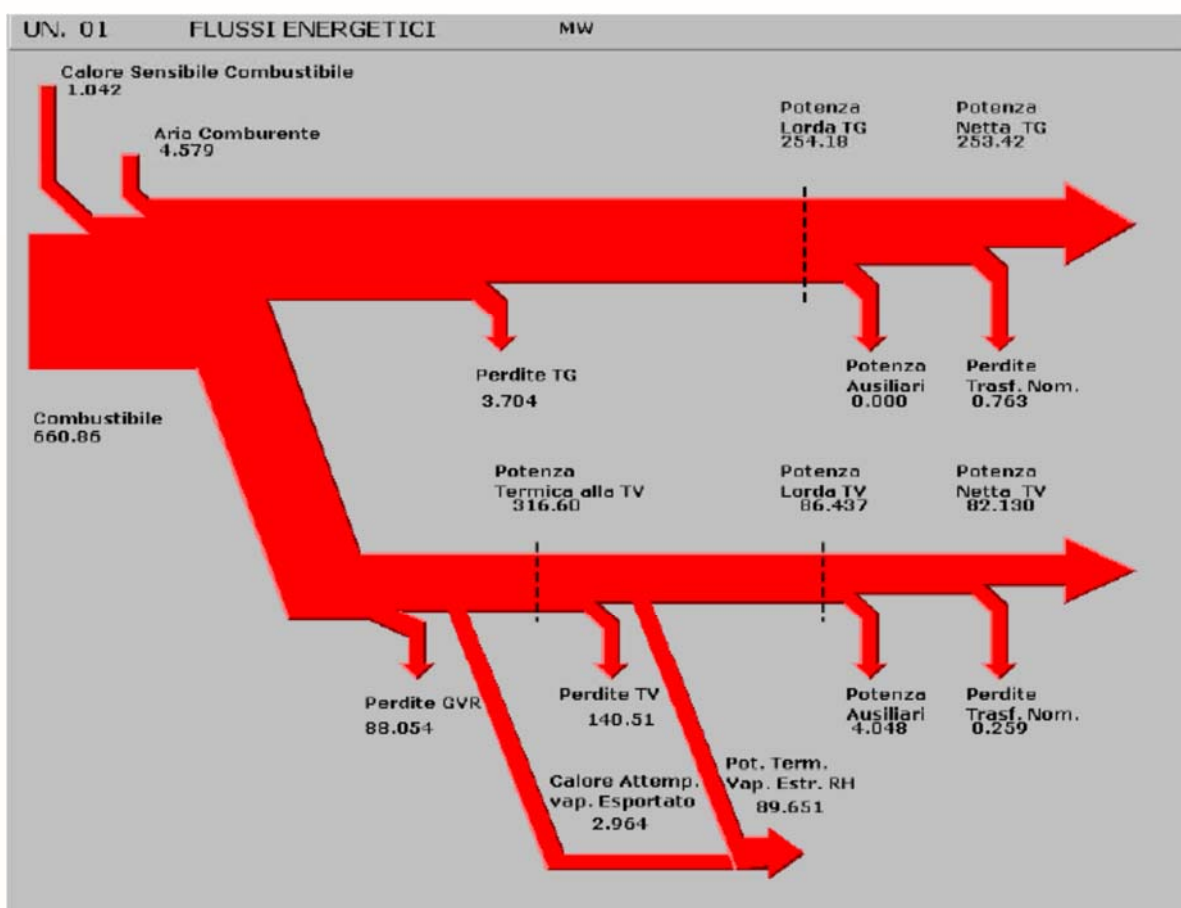 UN. 01 FLUSSI ENERGETICI MW
Calore Sensibile Combustibile
1.042
Aria Comburente
4.579
Potenza
Lorda TG
254.18
Potenza
Netta TG
253.42
Perdite TG
3.704
Potenza
Ausiliari
0.000
Perdite
Trasf. Nom.
0.763
Combustibile
660.86
Potenza
Termica alla TV
316.60
Potenza
Lorda TV
86.437
Potenza
Netta TV
82.130
Perdite GVR
88.054
Perdite TV
140.51
Potenza
Ausiliari
4.048
Perdite
Trasf. Nom.
0.259
Calore Attemp.
vap. Esportato
2.964
Pot. Term.
Vap. Estr. RH
89.651